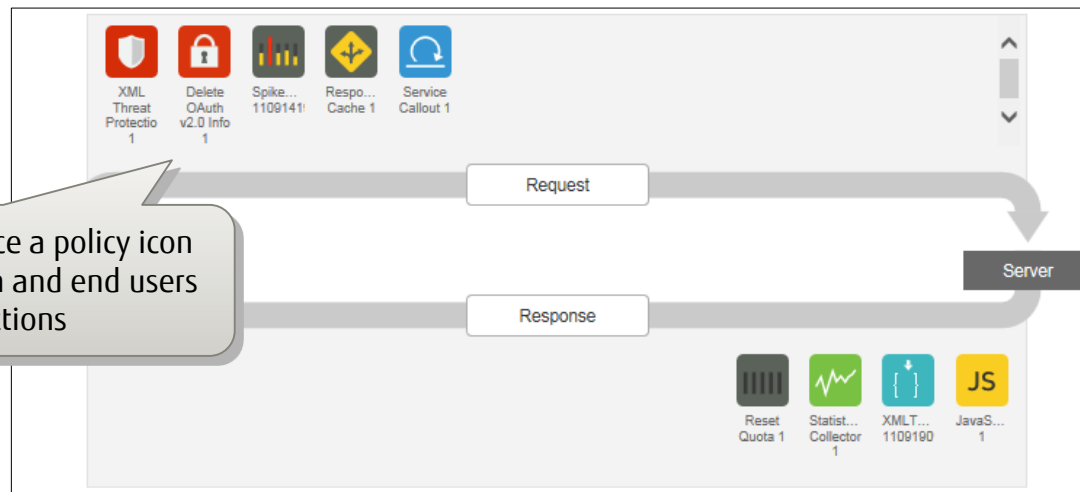 XML
Threat
Protectio
1
Delete
OAuth
v2.0 Info
1
Spike...
1109141
Respo...
Cache 1
Service
Callout 1
Request
ce a policy icon
and end users
tions
Server
Response
Reset
Quota 1
Statist...
Collector
1
XMLT...
1109190
JS
JavaS...
1